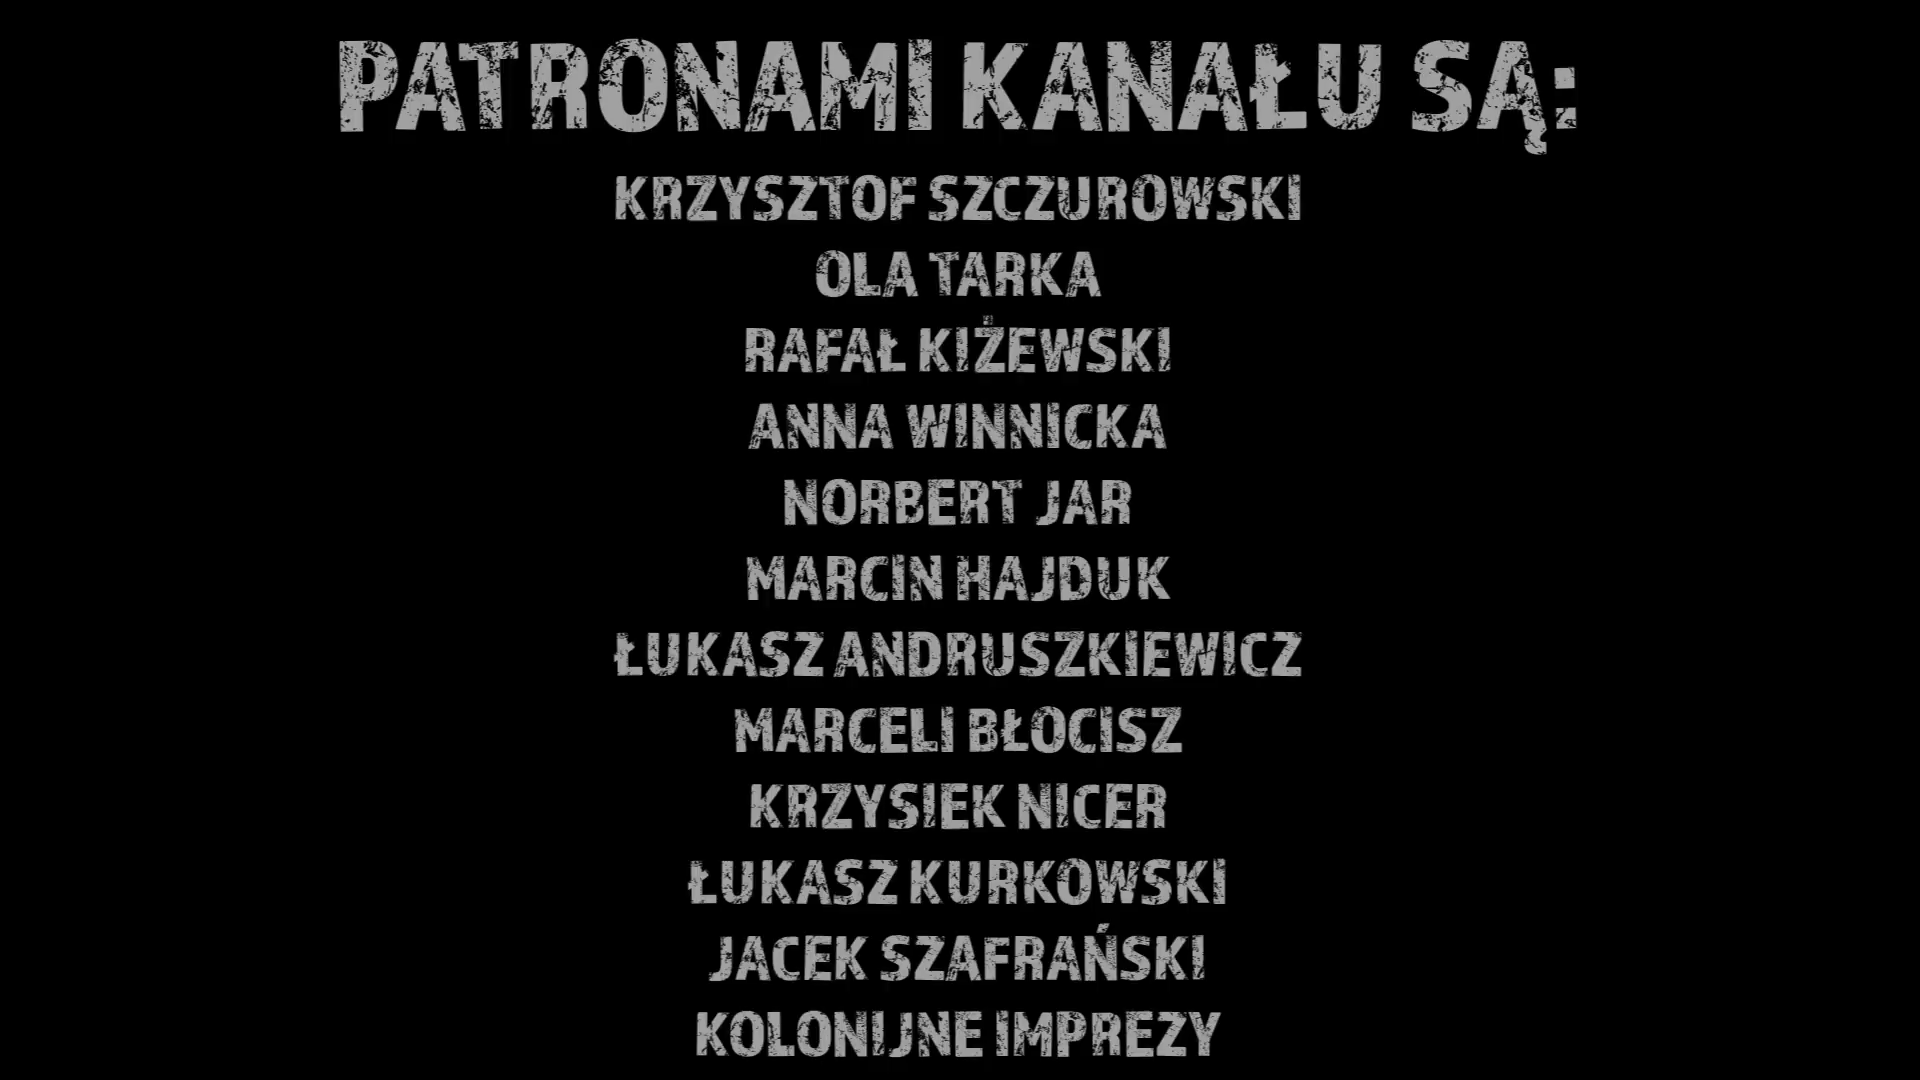 PATRONAMI KANAŁU SĄ:
KRZYSZTOF SZCZUROWSKI
OLA TARKA
RAFAŁ KIŻEWSKI
ANNA WINNICKA
NORBERT JAR
MARCIN HAJDUK
ŁUKASZ ANDRUSZKIEWICZ
MARCELI BŁOCISZ
KRZYSIEK NICER
ŁUKASZ KURKOWSKI
JACEK SZAFRAŃSKI
KOLONIJNE IMPREZY